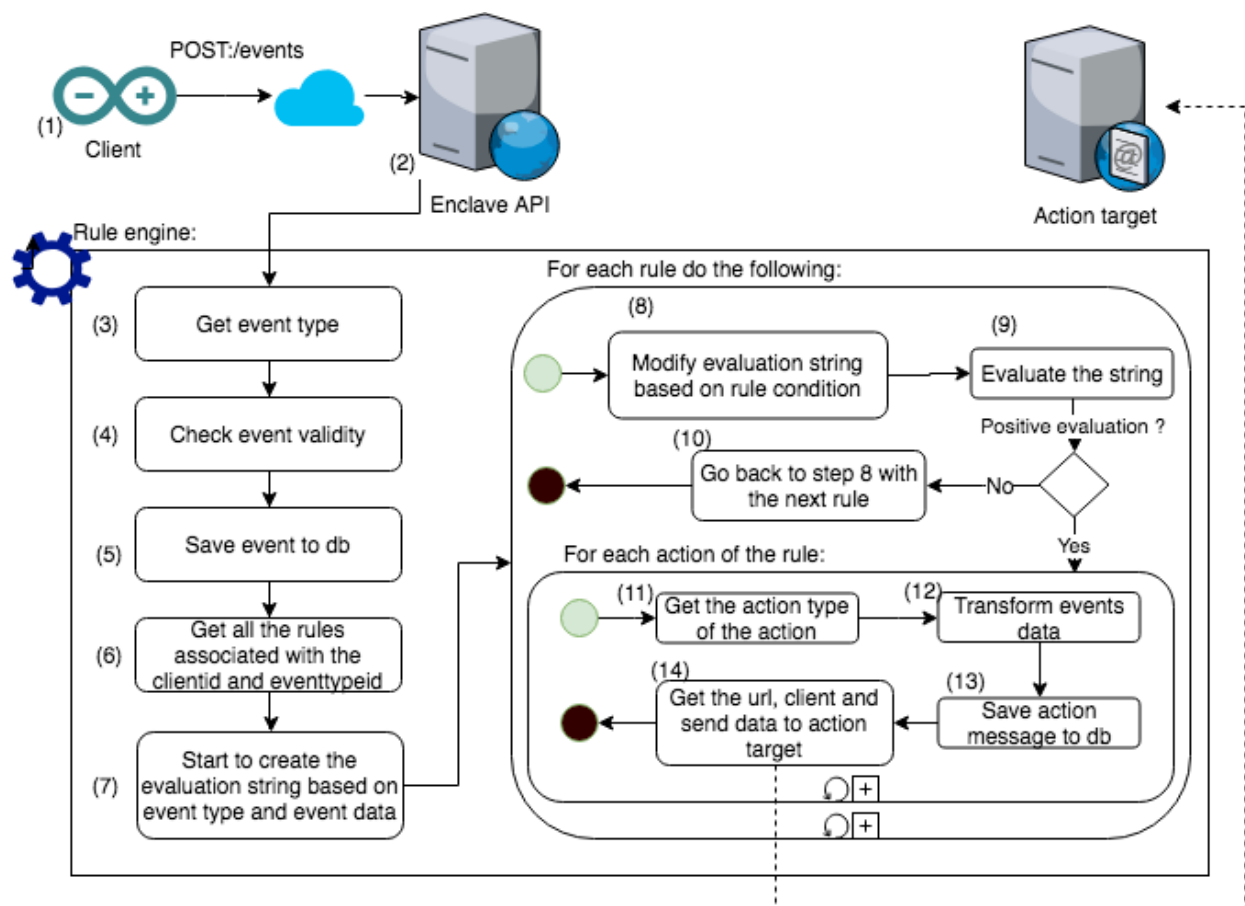 POST:/events
(1)
Client
(2)
Enclave API
Action target
Rule engine:
(3)
Get event type
(4)
Check event validity
(5)
Save event to db
(6)
Get all the rules
associated with the
clientid and eventtypeid
(7)
Start to create the
evaluation string based on
event type and event data
For each rule do the following:
(8)
Modify evaluation string
based on rule condition
(9)
Evaluate the string
Positive evaluation ?
(10)
Go back to step 8 with
the next rule
No
Yes
For each action of the rule:
(11)
Get the action type
of the action
(12)
Transform events
data
(13)
Save action
message to db
(14)
Get the url, client and
send data to action
target